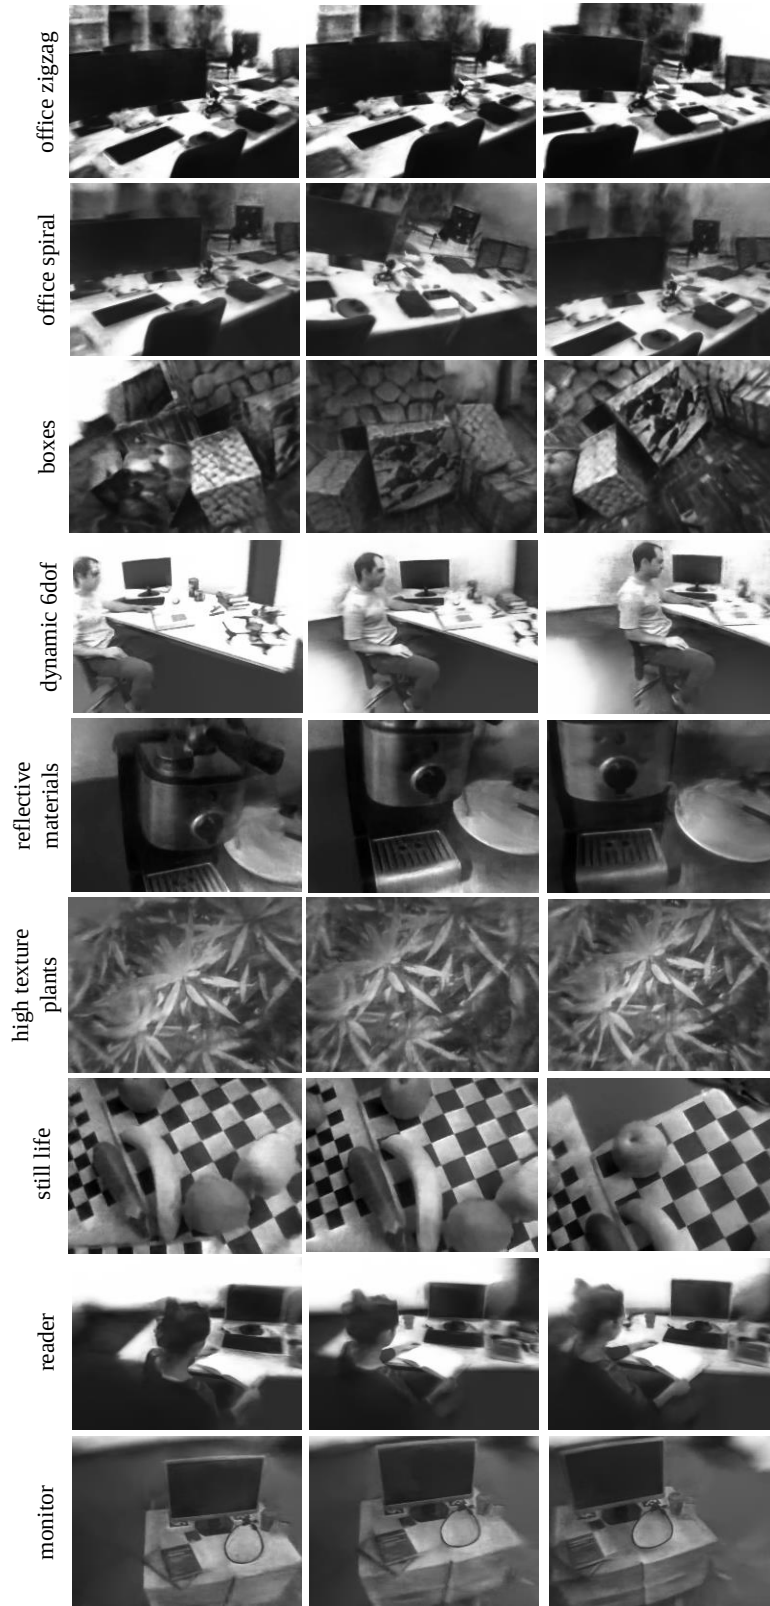 office zigzag
office spiral
boxes
dynamic 6dof
reflective
materials
high texture
plants
still life
reader
monitor